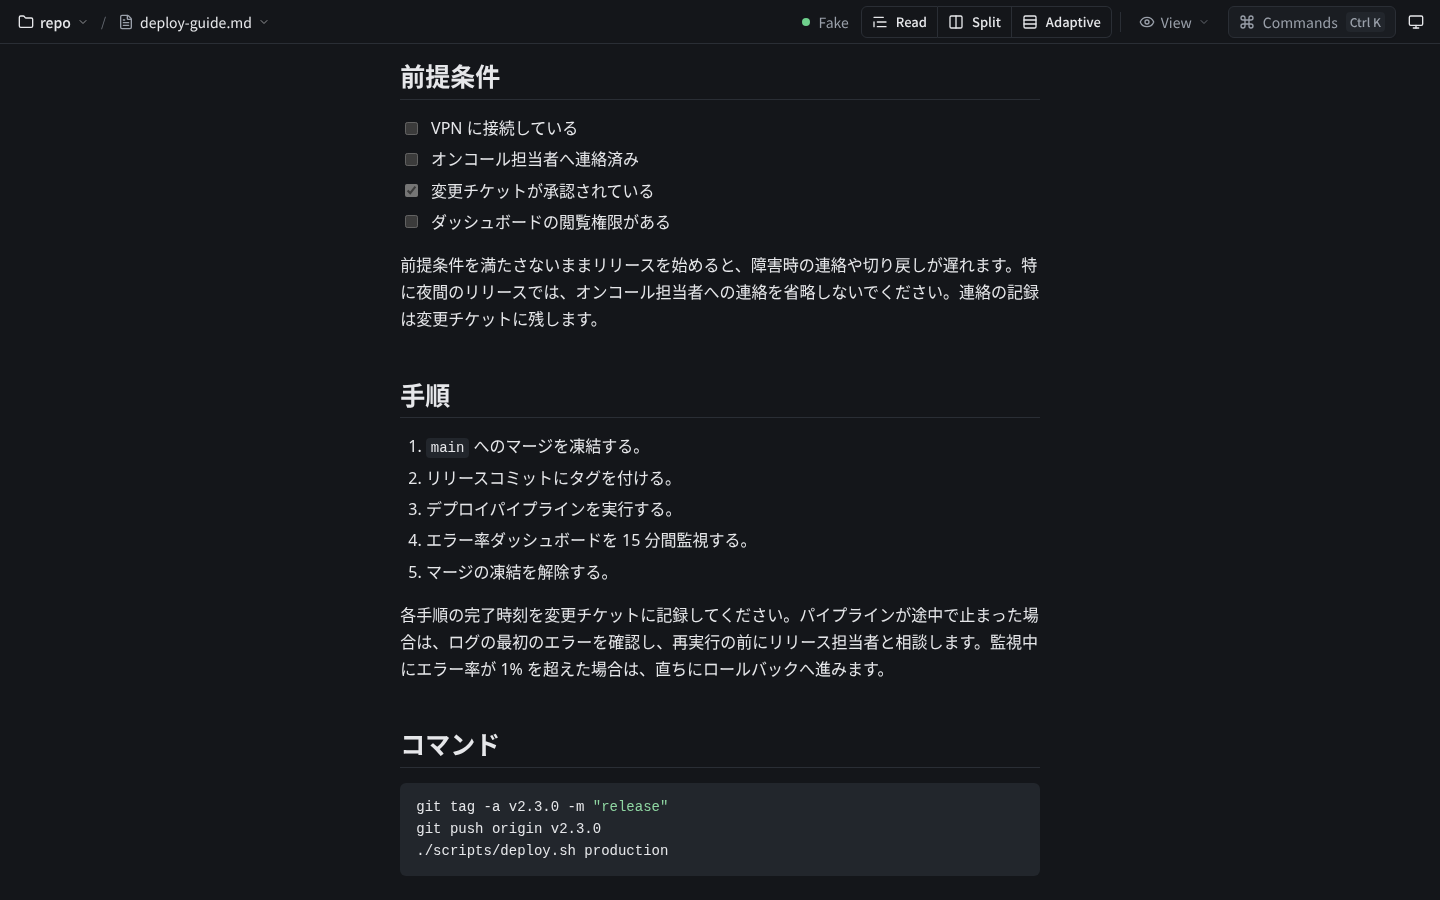 repo / deploy-guide.md Fake Read Split Adaptive View Commands Ctrl K
前提条件
VPN に接続している
オンコール担当者へ連絡済み
変更チケットが承認されている
ダッシュボードの閲覧権限がある
前提条件を満たさないままリリースを始めると、障害時の連絡や切り戻しが遅れます。特
に夜間のリリースでは、オンコール担当者への連絡を省略しないでください。連絡の記録
は変更チケットに残します。
手順
1. main へのマージを凍結する。
2. リリースコミットにタグを付ける。
3. デプロイパイプラインを実行する。
4. エラー率ダッシュボードを 15 分間監視する。
5. マージの凍結を解除する。
各手順の完了時刻を変更チケットに記録してください。パイプラインが途中で止まった場
合は、ログの最初のエラーを確認し、再実行の前にリリース担当者と相談します。監視中
にエラー率が 1% を超えた場合は、直ちにロールバックへ進みます。
コマンド
git tag -a v2.3.0 -m "release"
git push origin v2.3.0
./scripts/deploy.sh production